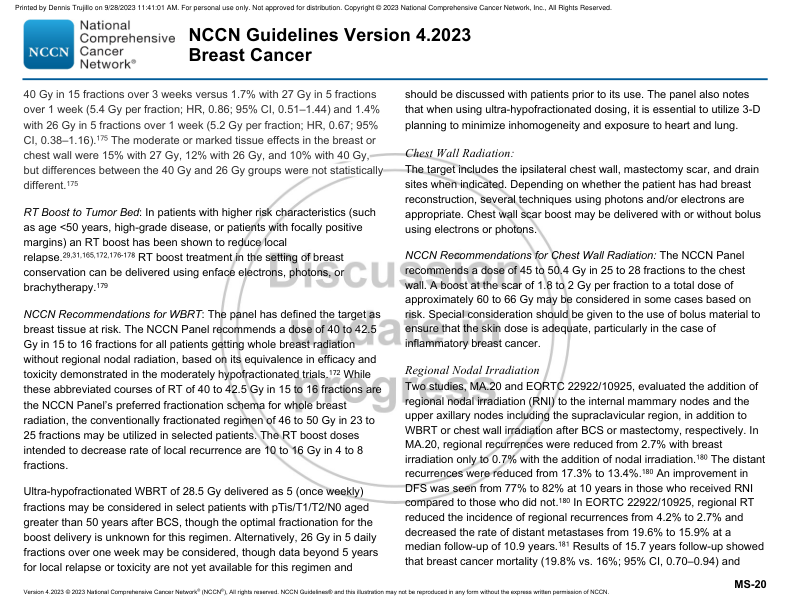 Printed by Dennis Trujillo on 9/28/2023 11:41:01 AM. For personal use only. Not approved for distribution. Copyright © 2023 National Comprehensive Cancer Network, Inc., All Rights Reserved.
NCCN
National
Comprehensive
Cancer
Network®
NCCN Guidelines Version 4.2023
Breast Cancer
40 Gy in 15 fractions over 3 weeks versus 1.7% with 27 Gy in 5 fractions
over 1 week (5.4 Gy per fraction; HR, 0.86; 95% CI, 0.51–1.44) and 1.4%
with 26 Gy in 5 fractions over 1 week (5.2 Gy per fraction; HR, 0.67; 95%
CI, 0.38–1.16).175 The moderate or marked tissue effects in the breast or
chest wall were 15% with 27 Gy, 12% with 26 Gy, and 10% with 40 Gy,
but differences between the 40 Gy and 26 Gy groups were not statistically
different.175
RT Boost to Tumor Bed: In patients with higher risk characteristics (such
as age <50 years, high-grade disease, or patients with focally positive
margins) an RT boost has been shown to reduce local
relapse.29,31,165,172,176-178 RT boost treatment in the setting of breast
conservation can be delivered using enface electrons, photons, or
brachytherapy.179
NCCN Recommendations for WBRT: The panel has defined the target as
breast tissue at risk. The NCCN Panel recommends a dose of 40 to 42.5
Gy in 15 to 16 fractions for all patients getting whole breast radiation
without regional nodal radiation, based on its equivalence in efficacy and
toxicity demonstrated in the moderately hypofractionated trials.172 While
these abbreviated courses of RT of 40 to 42.5 Gy in 15 to 16 fractions are
the NCCN Panel's preferred fractionation schema for whole breast
radiation, the conventionally fractionated regimen of 46 to 50 Gy in 23 to
25 fractions may be utilized in selected patients. The RT boost doses
intended to decrease rate of local recurrence are 10 to 16 Gy in 4 to 8
fractions.
Ultra-hypofractionated WBRT of 28.5 Gy delivered as 5 (once weekly)
fractions may be considered in select patients with pTis/T1/T2/N0 aged
greater than 50 years after BCS, though the optimal fractionation for the
boost delivery is unknown for this regimen. Alternatively, 26 Gy in 5 daily
fractions over one week may be considered, though data beyond 5 years
for local relapse or toxicity are not yet available for this regimen and
should be discussed with patients prior to its use. The panel also notes
that when using ultra-hypofractionated dosing, it is essential to utilize 3-D
planning to minimize inhomogeneity and exposure to heart and lung.
Chest Wall Radiation:
The target includes the ipsilateral chest wall, mastectomy scar, and drain
sites when indicated. Depending on whether the patient has had breast
reconstruction, several techniques using photons and/or electrons are
appropriate. Chest wall scar boost may be delivered with or without bolus
using electrons or photons.
NCCN Recommendations for Chest Wall Radiation: The NCCN Panel
recommends a dose of 45 to 50.4 Gy in 25 to 28 fractions to the chest
wall. A boost at the scar of 1.8 to 2 Gy per fraction to a total dose of
approximately 60 to 66 Gy may be considered in some cases based on
risk. Special consideration should be given to the use of bolus material to
ensure that the skin dose is adequate, particularly in the case of
inflammatory breast cancer.
Regional Nodal Irradiation
Two studies, MA.20 and EORTC 22922/10925, evaluated the addition of
regional nodal irradiation (RNI) to the internal mammary nodes and the
upper axillary nodes including the supraclavicular region, in addition to
WBRT or chest wall irradiation after BCS or mastectomy, respectively. In
MA.20, regional recurrences were reduced from 2.7% with breast
irradiation only to 0.7% with the addition of nodal irradiation.180 The distant
recurrences were reduced from 17.3% to 13.4%.180 An improvement in
DFS was seen from 77% to 82% at 10 years in those who received RNI
compared to those who did not.180 In EORTC 22922/10925, regional RT
reduced the incidence of regional recurrences from 4.2% to 2.7% and
decreased the rate of distant metastases from 19.6% to 15.9% at a
median follow-up of 10.9 years.181 Results of 15.7 years follow-up showed
that breast cancer mortality (19.8% vs. 16%; 95% CI, 0.70–0.94) and
Discussion
update in
progress
MS-20
Version 4.2023 © 2023 National Comprehensive Cancer Network® (NCCN®), All rights reserved. NCCN Guidelines® and this illustration may not be reproduced in any form without the express written permission of NCCN.